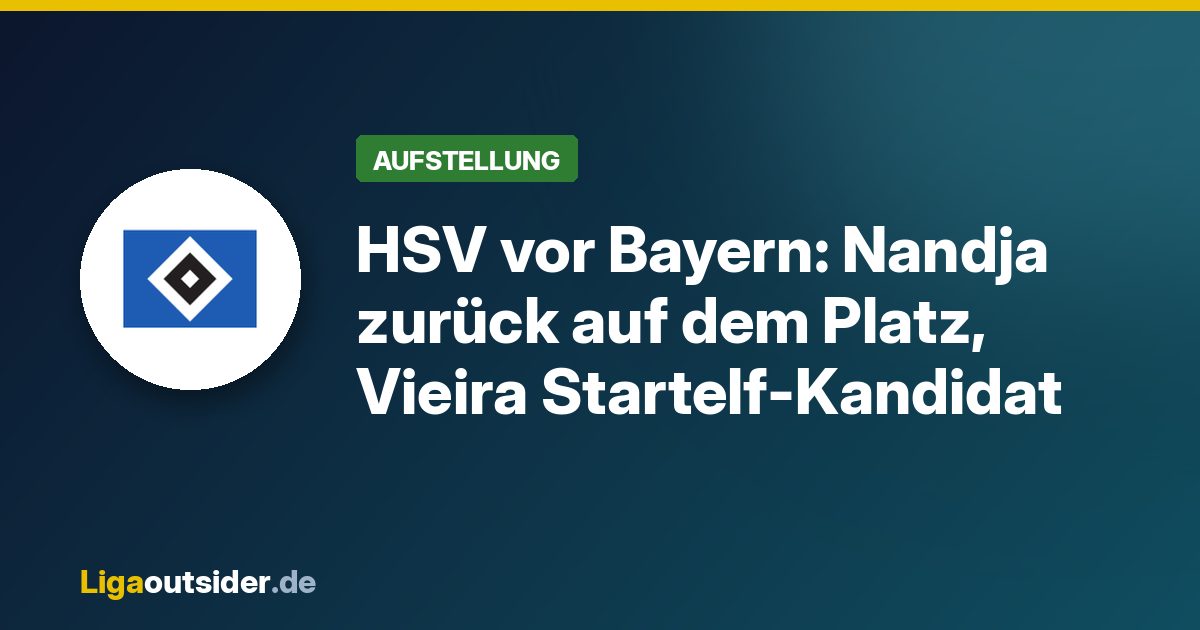 AUFSTELLUNG
HSV vor Bayern: Nandja
zurück auf dem Platz,
Vieira Startelf-Kandidat
Ligaoutsider.de